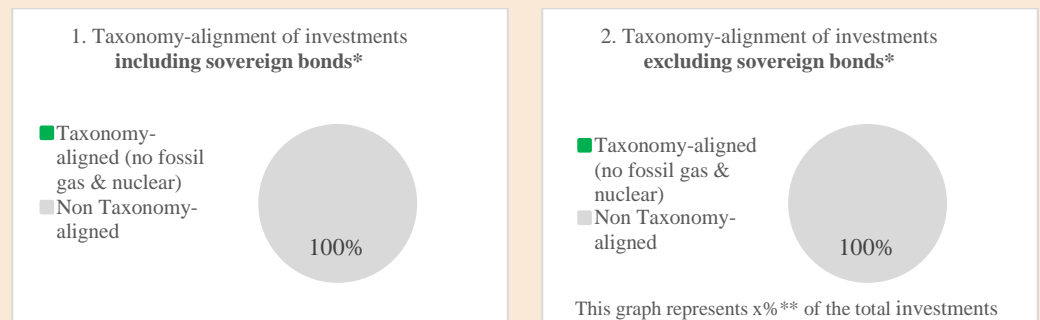 1. Taxonomy-alignment of investments
including sovereign bonds*
Taxonomy-
aligned (no fossil
gas & nuclear)
Non Taxonomy-
aligned
100%
2. Taxonomy-alignment of investments
excluding sovereign bonds*
Taxonomy-aligned
(no fossil gas &
nuclear)
Non Taxonomy-
aligned
100%
This graph represents x%** of the total investments